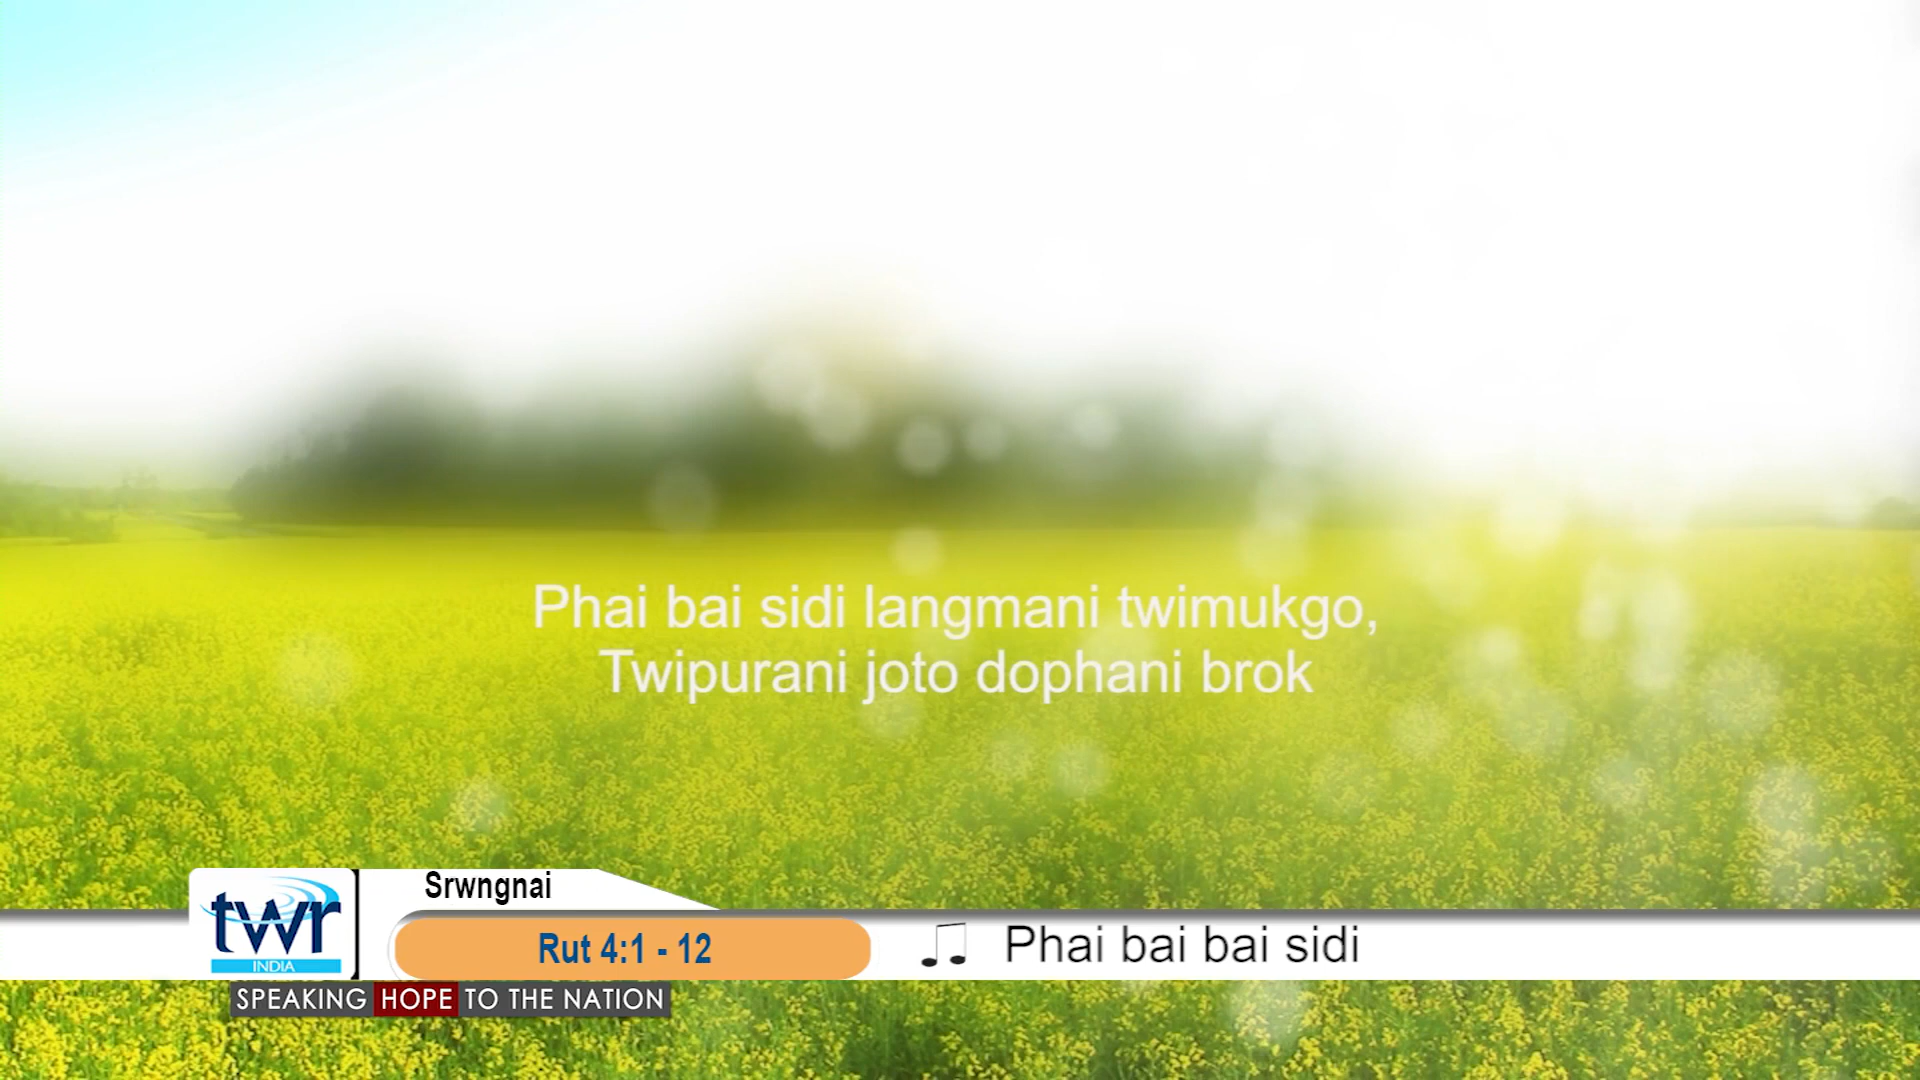 Phai bai sidi langmani twimukgo,
Twipurani joto dophani brok
Srwngnai
twr
INDIA
Rut 4:1 - 12
Phai bai bai sidi
SPEAKING HOPE TO THE NATION